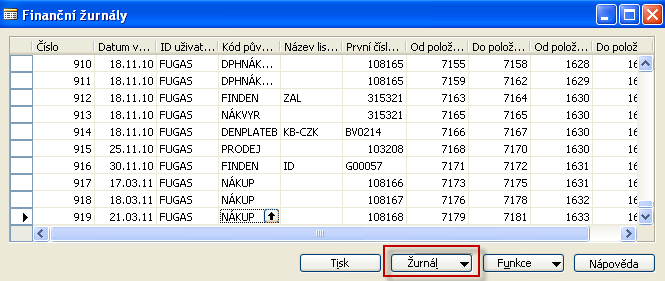 Finanční žurnály
Číslo Datum v... ID uživat... Kód pův... Název lis... První čísl... Od polož... Do polož... Od polož... Do polož
910 18.11.10 FUGAS DPHNÁK... 108165 7155 7158 1628 16
911 18.11.10 FUGAS DPHNÁK... 108165 7159 7162 1629 16
912 18.11.10 FUGAS FINDEN ZAL 315321 7163 7164 1630 16
913 18.11.10 FUGAS NÁKVYR 315321 7165 7165 1630 16
914 18.11.10 FUGAS DENPLATEB KB-CZK BV0214 7166 7167 1630 16
915 25.11.10 FUGAS PRODEJ 103208 7168 7170 1630 16
916 30.11.10 FUGAS FINDEN ID G00057 7171 7172 1631 16
917 17.03.11 FUGAS NÁKUP 108166 7173 7175 1631 16
918 18.03.11 FUGAS NÁKUP 108167 7176 7178 1632 16
919 21.03.11 FUGAS NÁKUP 108168 7179 7181 1633 16
Tisk Žurnál Funkce Nápověda